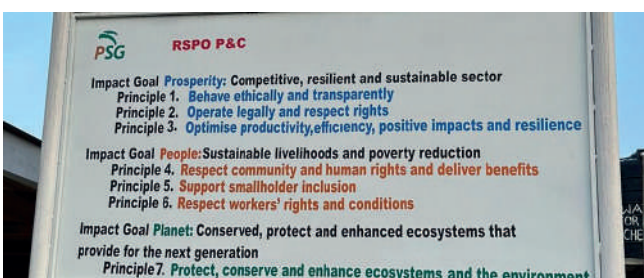 PSG
RSPO P&C
Impact Goal Prosperity: Competitive, resilient and sustainable sector
Principle 1. Behave ethically and transparently
Principle 2. Operate legally and respect rights
Principle 3. Optimise productivity,efficiency, positive impacts and resilience
Impact Goal People:Sustainable livelihoods and poverty reduction
Principle 4. Respect community and human rights and deliver benefits
Principle 5. Support smallholder inclusion
Principle 6. Respect workers' rights and conditions
Impact Goal Planet: Conserved, protect and enhanced ecosystems that
provide for the next generation
Principle7. Protect, conserve and enhance ecosystems and the environment
OR
CHE